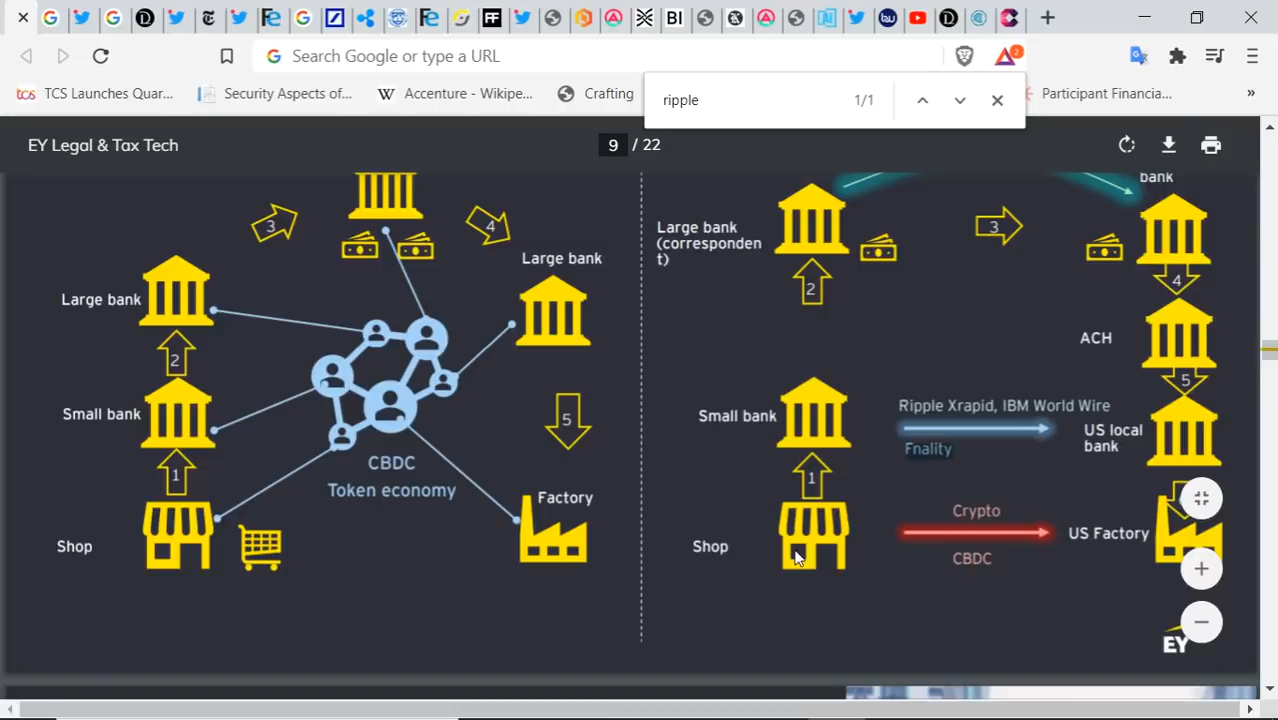 Search Google or type a URL
2
TCS Launches Quar...
Security Aspects of...
Accenture - Wikipe...
Crafting
ripple
1/1
Participant Financia...
»
EY Legal & Tax Tech
9 / 22
3
4
Large bank
Large bank
2
Small bank
1
Shop
CBDC
Token economy
5
Factory
bank
Large bank
(corresponden
t)
3
2
4
ACH
5
Small bank
Ripple Xrapid, IBM World Wire
Fnality
US local
bank
1
Shop
Crypto
CBDC
US Factory
EY